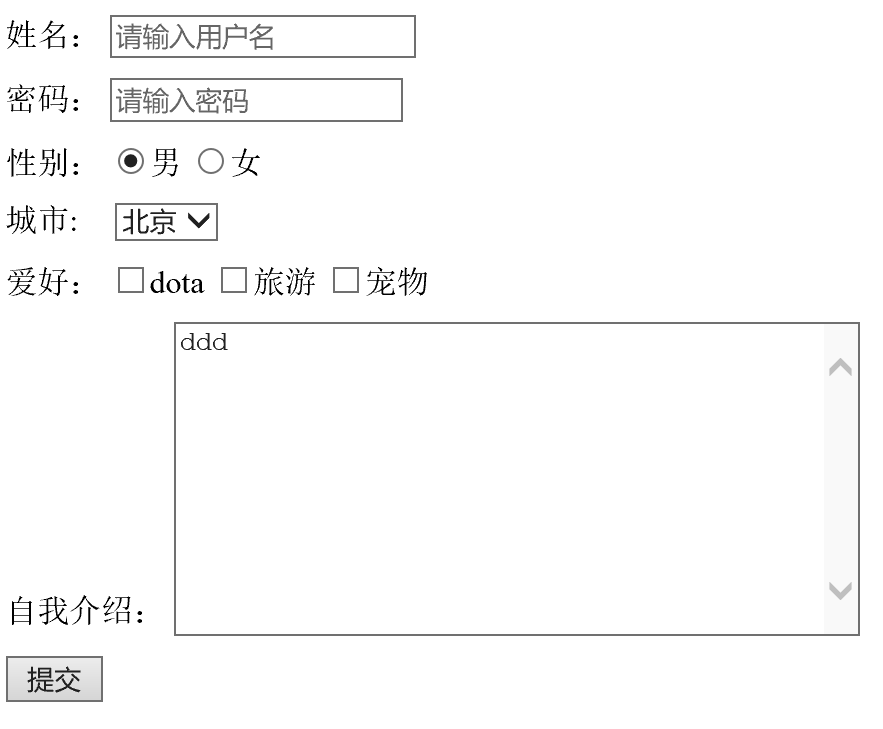 姓名： 请输入用户名
密码： 请输入密码
性别： 男 女
城市: 北京
爱好： dota 旅游 宠物
ddd
自我介绍：
提交